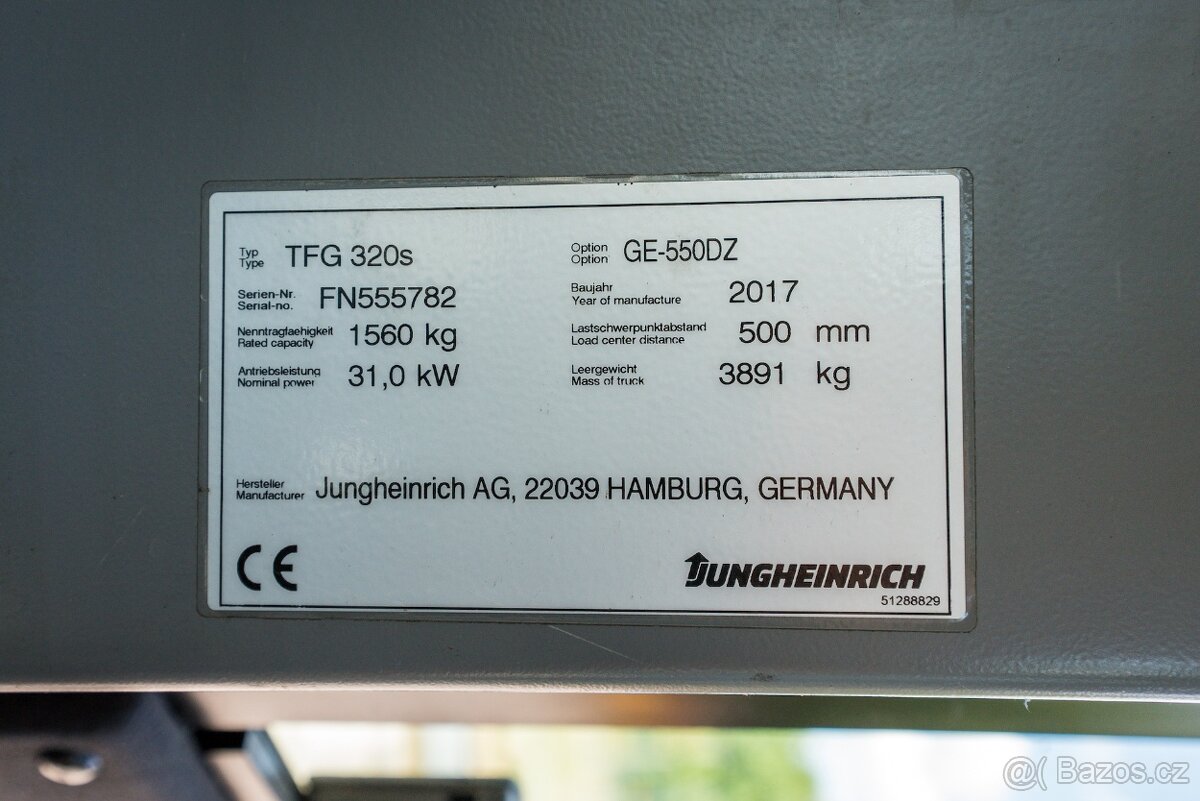 Typ TFG 320s Option GE-550DZ
Type Option
Serien-Nr. FN555782 Baujahr 2017
Serial-no. Year of manufacture
Nenntragfaehigkeit 1560 kg Lastschwerpunktabstand 500 mm
Rated capacity Load center distance
Antriebsleistung 31,0 kW Leergewicht 3891 kg
Nominal power Mass of truck
Hersteller Jungheinrich AG, 22039 HAMBURG, GERMANY
Manufacturer
CE JUNGHEINRICH
51288829
@( Bazos.cz